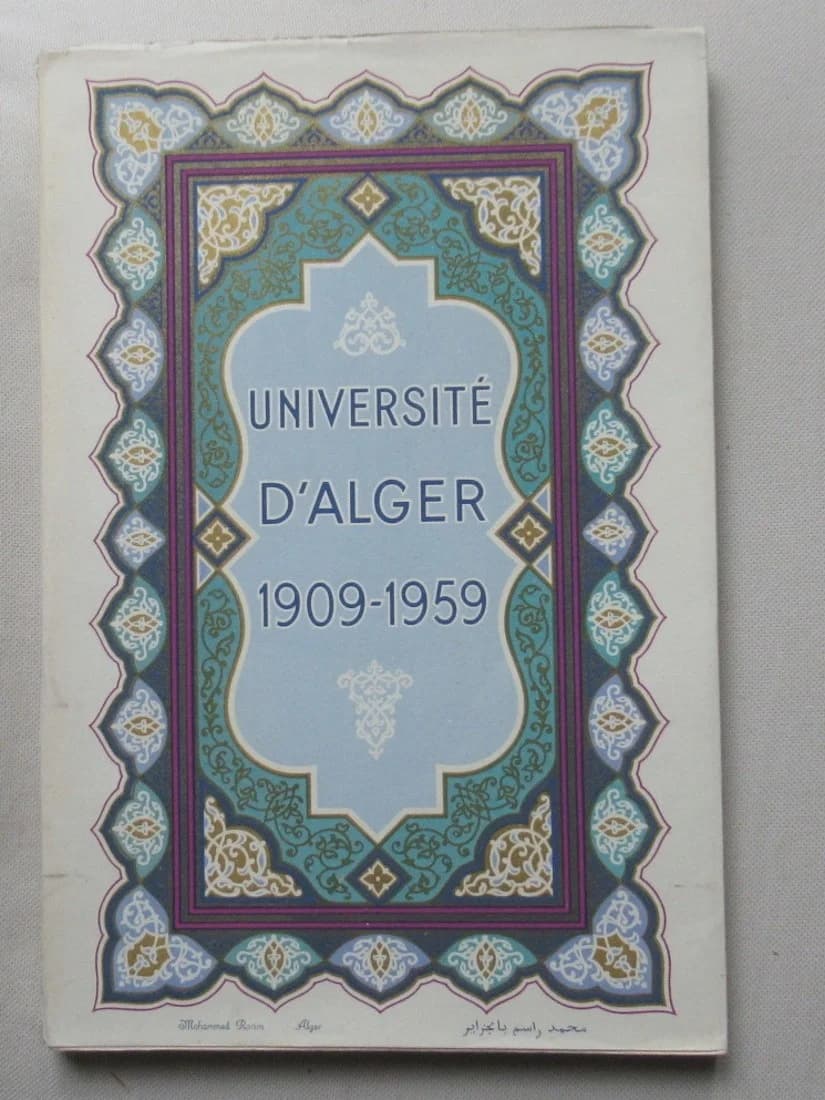 UNIVERSITÉ
D'ALGER
1909-1959
Mohammed Racim Alger
محمد راسم بالجزاير